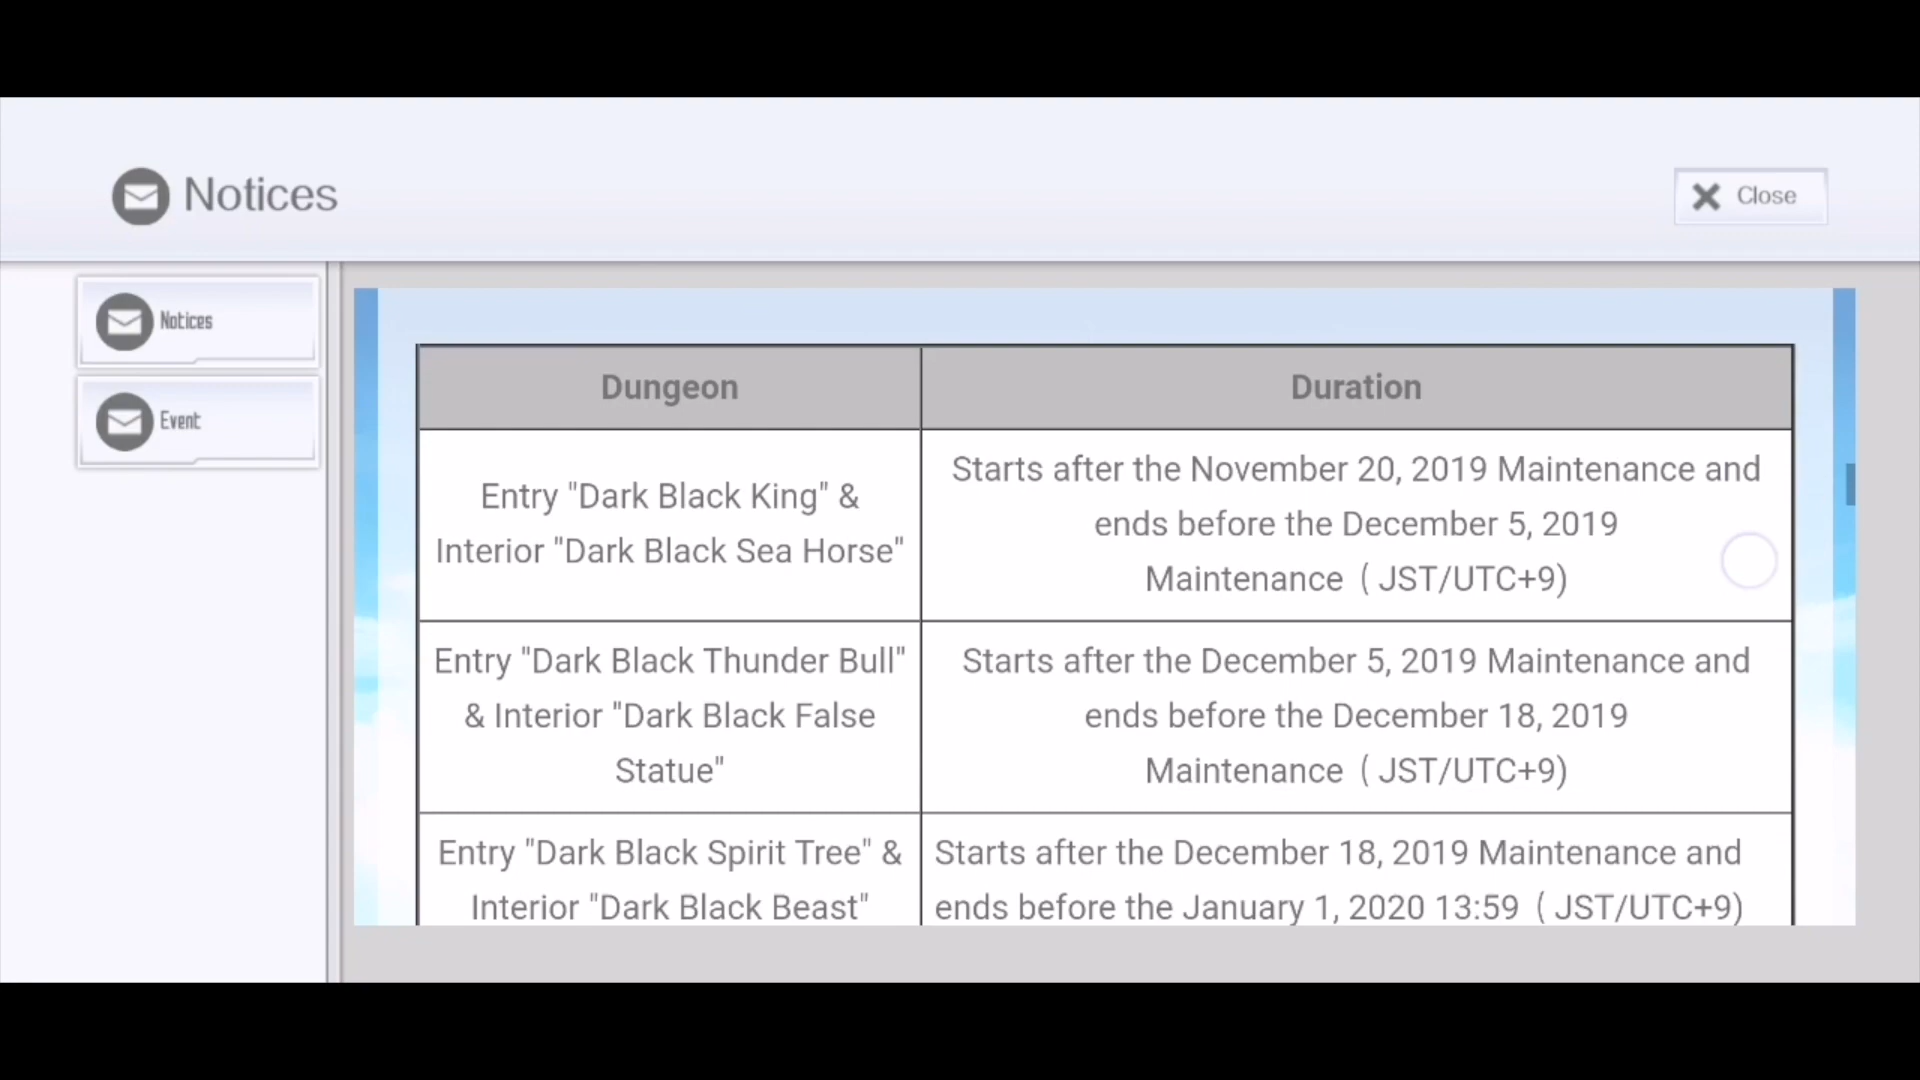 Notices
Close
Notices
Event
Dungeon
Duration
Entry "Dark Black King" &
Interior "Dark Black Sea Horse"
Starts after the November 20, 2019 Maintenance and
ends before the December 5, 2019
Maintenance ( JST/UTC+9)
Entry "Dark Black Thunder Bull"
& Interior "Dark Black False
Statue"
Starts after the December 5, 2019 Maintenance and
ends before the December 18, 2019
Maintenance ( JST/UTC+9)
Entry "Dark Black Spirit Tree" &
Interior "Dark Black Beast"
Starts after the December 18, 2019 Maintenance and
ends before the January 1, 2020 13:59 ( JST/UTC+9)